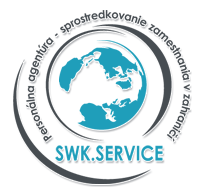 Personálna agentúra - sprostredkovanie zamestnania v zahraničí
SWK.SERVICE